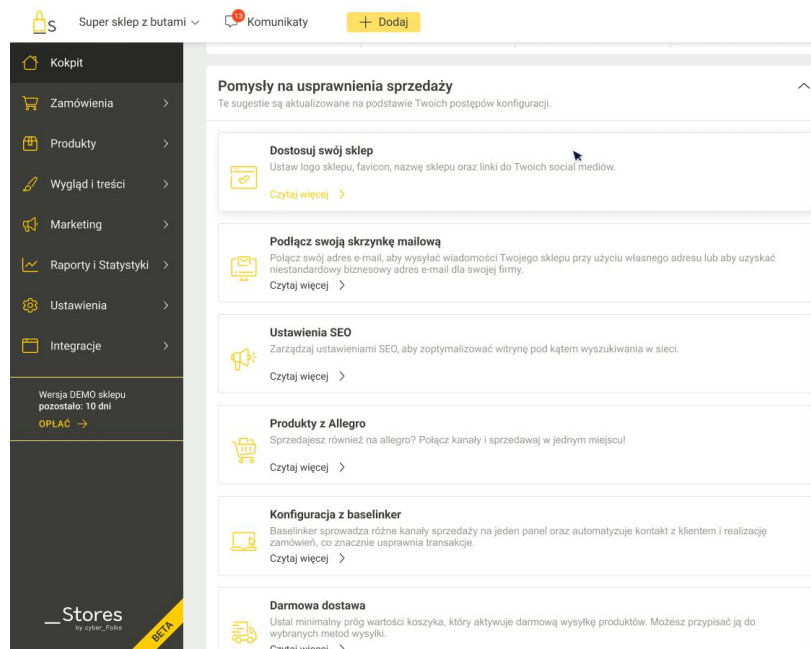 S
Super sklep z butami
13
Komunikaty
+ Dodaj
Kokpit
Zamówienia
Produkty
Wygląd i treści
Marketing
Raporty i Statystyki
Ustawienia
Integracje
Wersja DEMO sklepu
pozostało: 10 dni
OPŁAĆ →
_Stores
by cyber_Folks
BETA
Pomysły na usprawnienia sprzedaży
Te sugestie są aktualizowane na podstawie Twoich postępów konfiguracji.
Dostosuj swój sklep
Ustaw logo sklepu, favicon, nazwę sklepu oraz linki do Twoich social mediów.
Czytaj więcej
Podłącz swoją skrzynkę mailową
Połącz swój adres e-mail, aby wysyłać wiadomości Twojego sklepu przy użyciu własnego adresu lub aby uzyskać
niestandardowy biznesowy adres e-mail dla swojej firmy.
Czytaj więcej
Ustawienia SEO
Zarządzaj ustawieniami SEO, aby zoptymalizować witrynę pod kątem wyszukiwania w sieci.
Czytaj więcej
Produkty z Allegro
Sprzedajesz również na allegro? Połącz kanały i sprzedawaj w jednym miejscu!
Czytaj więcej
Konfiguracja z baselinker
Baselinker sprowadza różne kanały sprzedaży na jeden panel oraz automatyzuje kontakt z klientem i realizację
zamówień, co znacznie usprawnia transakcje.
Czytaj więcej
Darmowa dostawa
Ustal minimalny próg wartości koszyka, który aktywuje darmową wysyłkę produktów. Możesz przypisać ją do
wybranych metod wysyłki.
Czytaj więcej